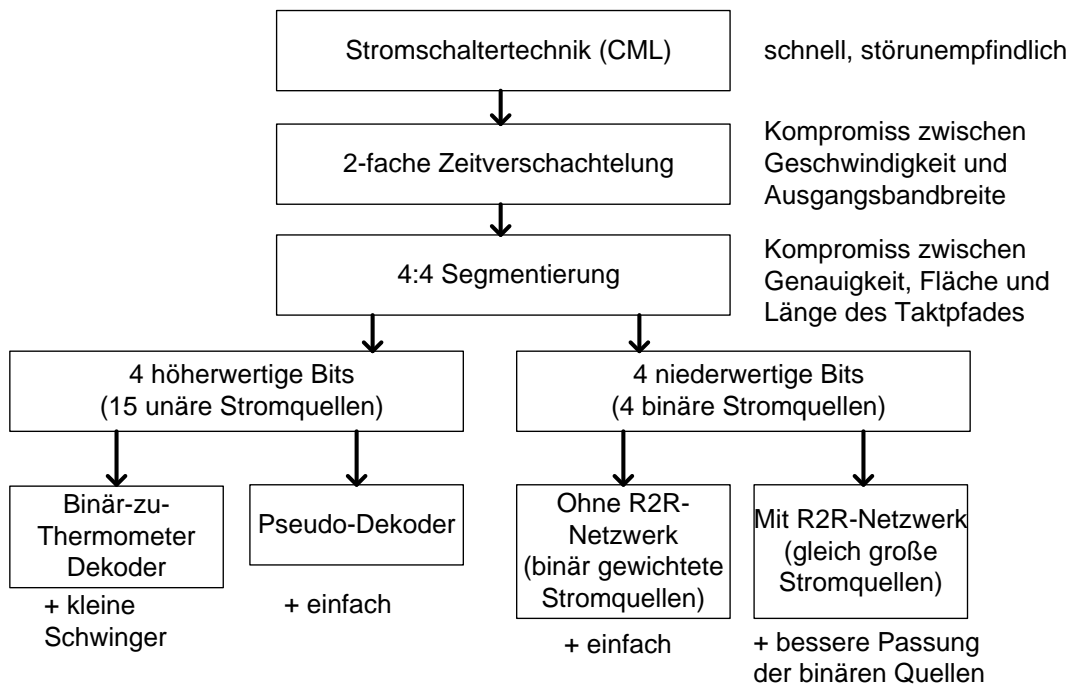 Stromschaltertechnik (CML)
schnell, störunempfindlich
2-fache Zeitverschachtelung
Kompromiss zwischen
Geschwindigkeit und
Ausgangsbandbreite
4:4 Segmentierung
Kompromiss zwischen
Genauigkeit, Fläche und
Länge des Taktpfades
4 höherwertige Bits
(15 unäre Stromquellen)
4 niederwertige Bits
(4 binäre Stromquellen)
Binär-zu-
Thermometer
Dekoder
+ kleine
Schwinger
Pseudo-Dekoder
+ einfach
Ohne R2R-
Netzwerk
(binär gewichtete
Stromquellen)
+ einfach
Mit R2R-Netzwerk
(gleich große
Stromquellen)
+ bessere Passung
der binären Quellen